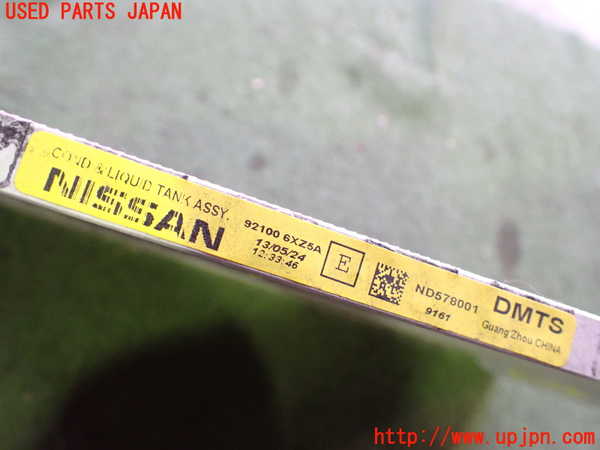 USED PARTS JAPAN
COND & LIQUID TANK ASSY.
NISSAN
92100 6XZ5A
13/05/24
12:33:46
E
ND578001
9161
DMTS
Guang Zhou CHINA
http://www.upjpn.com/